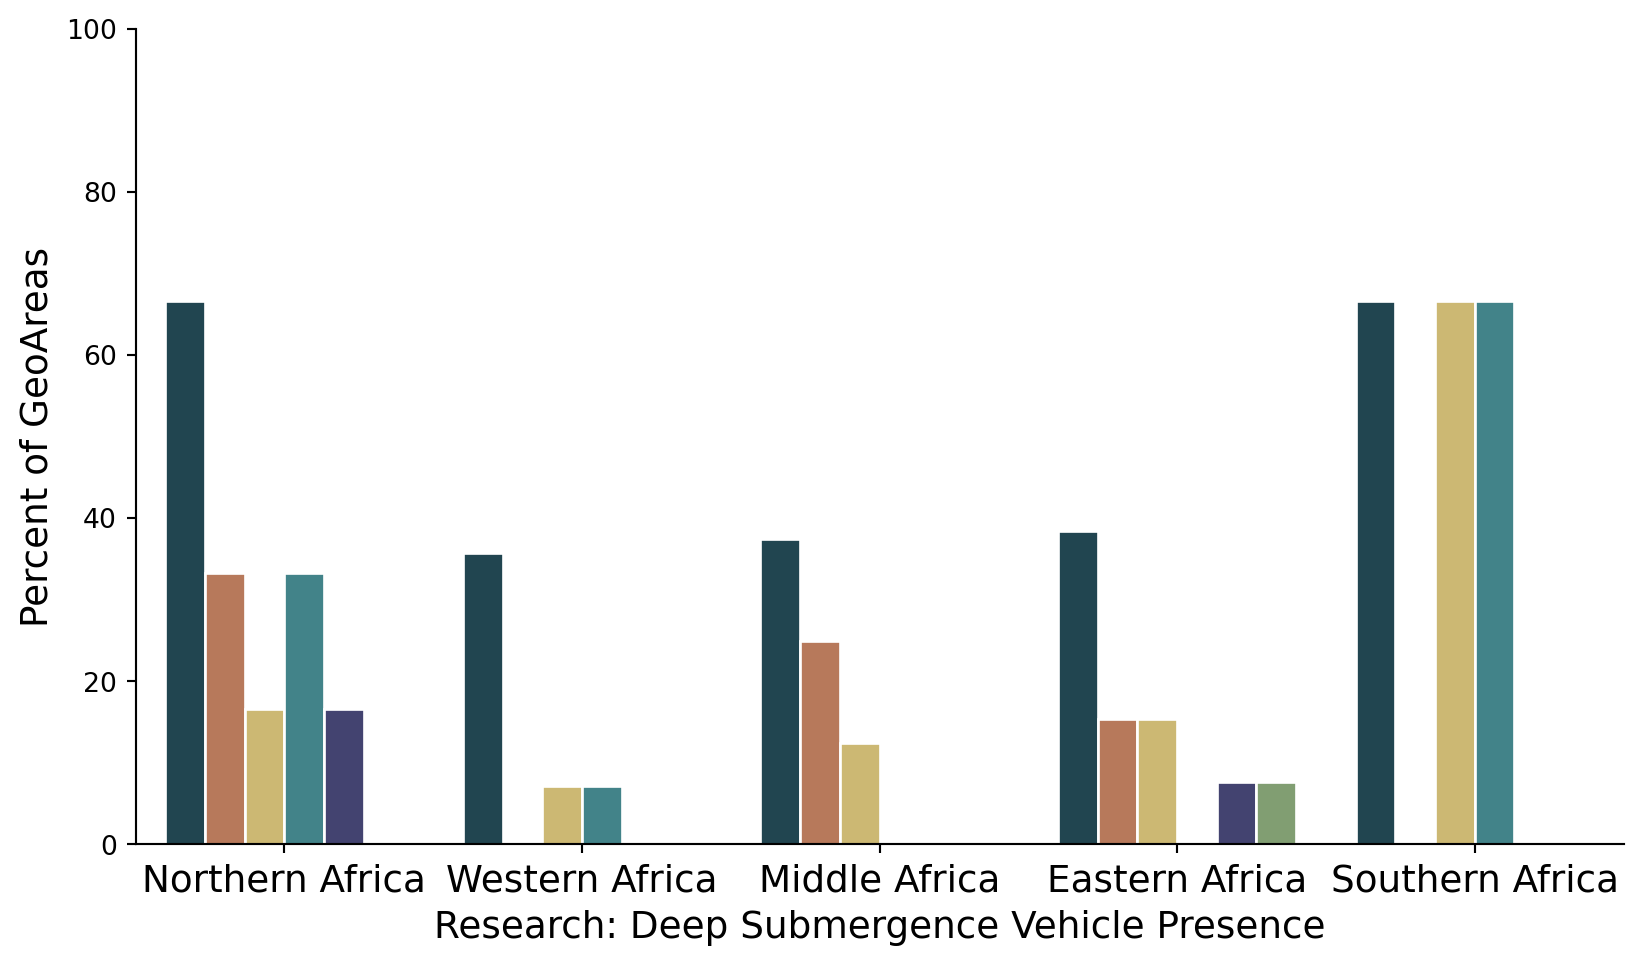 Percent of GeoAreas
100
80
60
40
20
0
Northern Africa Western Africa Middle Africa Eastern Africa Southern Africa
Research: Deep Submergence Vehicle Presence